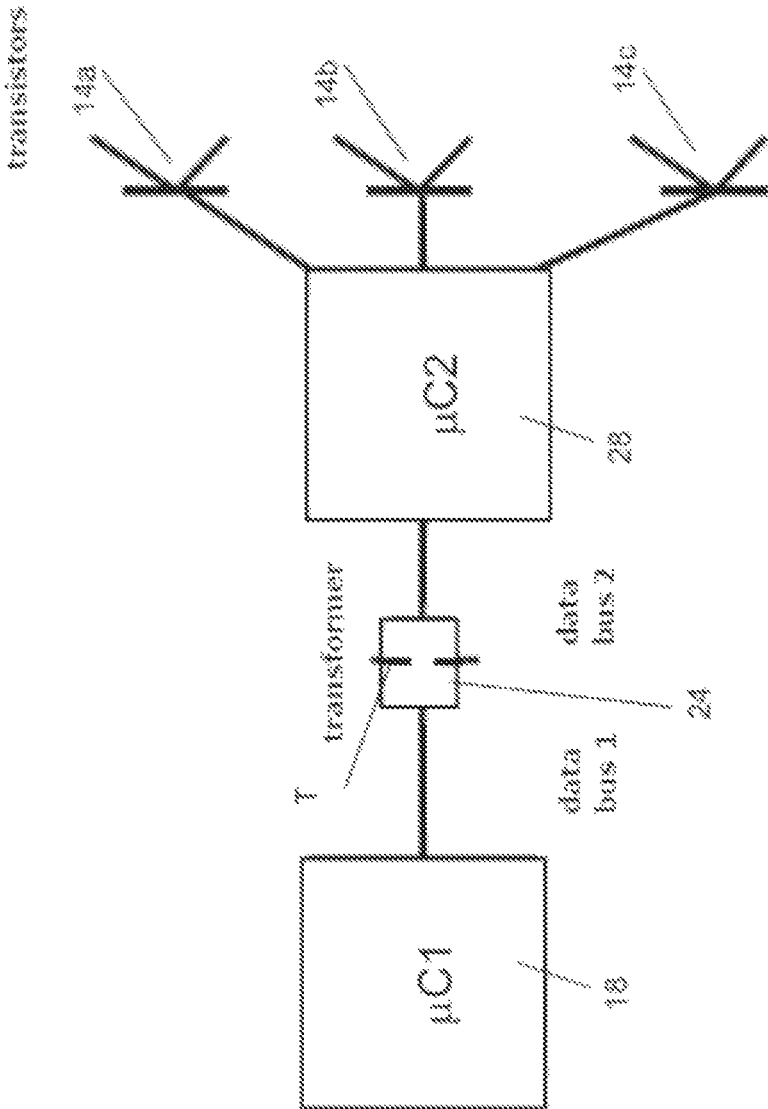 transistors
14a
14b
14c
μC2
28
transformer
T
24
data
bus 2
data
bus 1
μC1
18